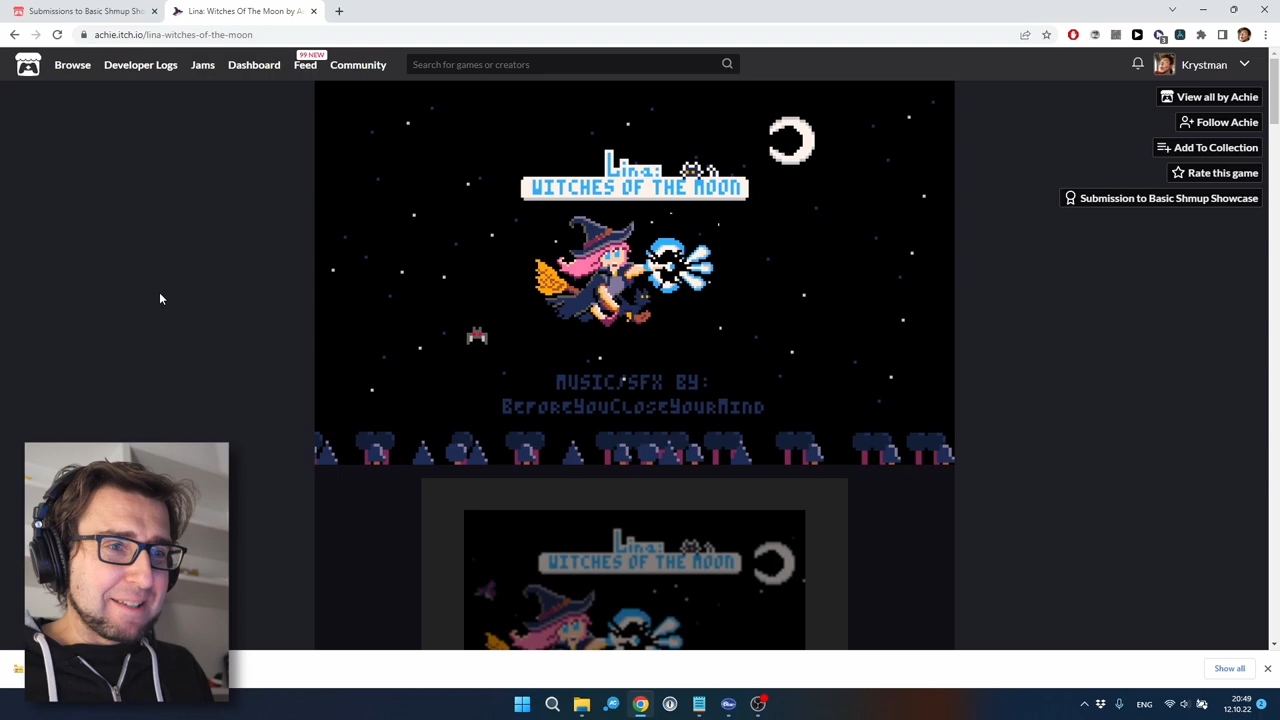 Submissions to Basic Shmup Sho
Lina: Witches Of The Moon by A
achie.itch.io/lina-witches-of-the-moon
3
99 NEW
Browse Developer Logs Jams Dashboard Feed Community Search for games or creators Krystman
View all by Achie
Follow Achie
Add To Collection
Rate this game
Submission to Basic Shmup Showcase
Lina:
WITCHES OF THE MOON
MUSIC/SFX BY:
BeforeYouCloseYourMind
Lina:
WITCHES OF THE MOON
Show all
20:49
12.10.22
2